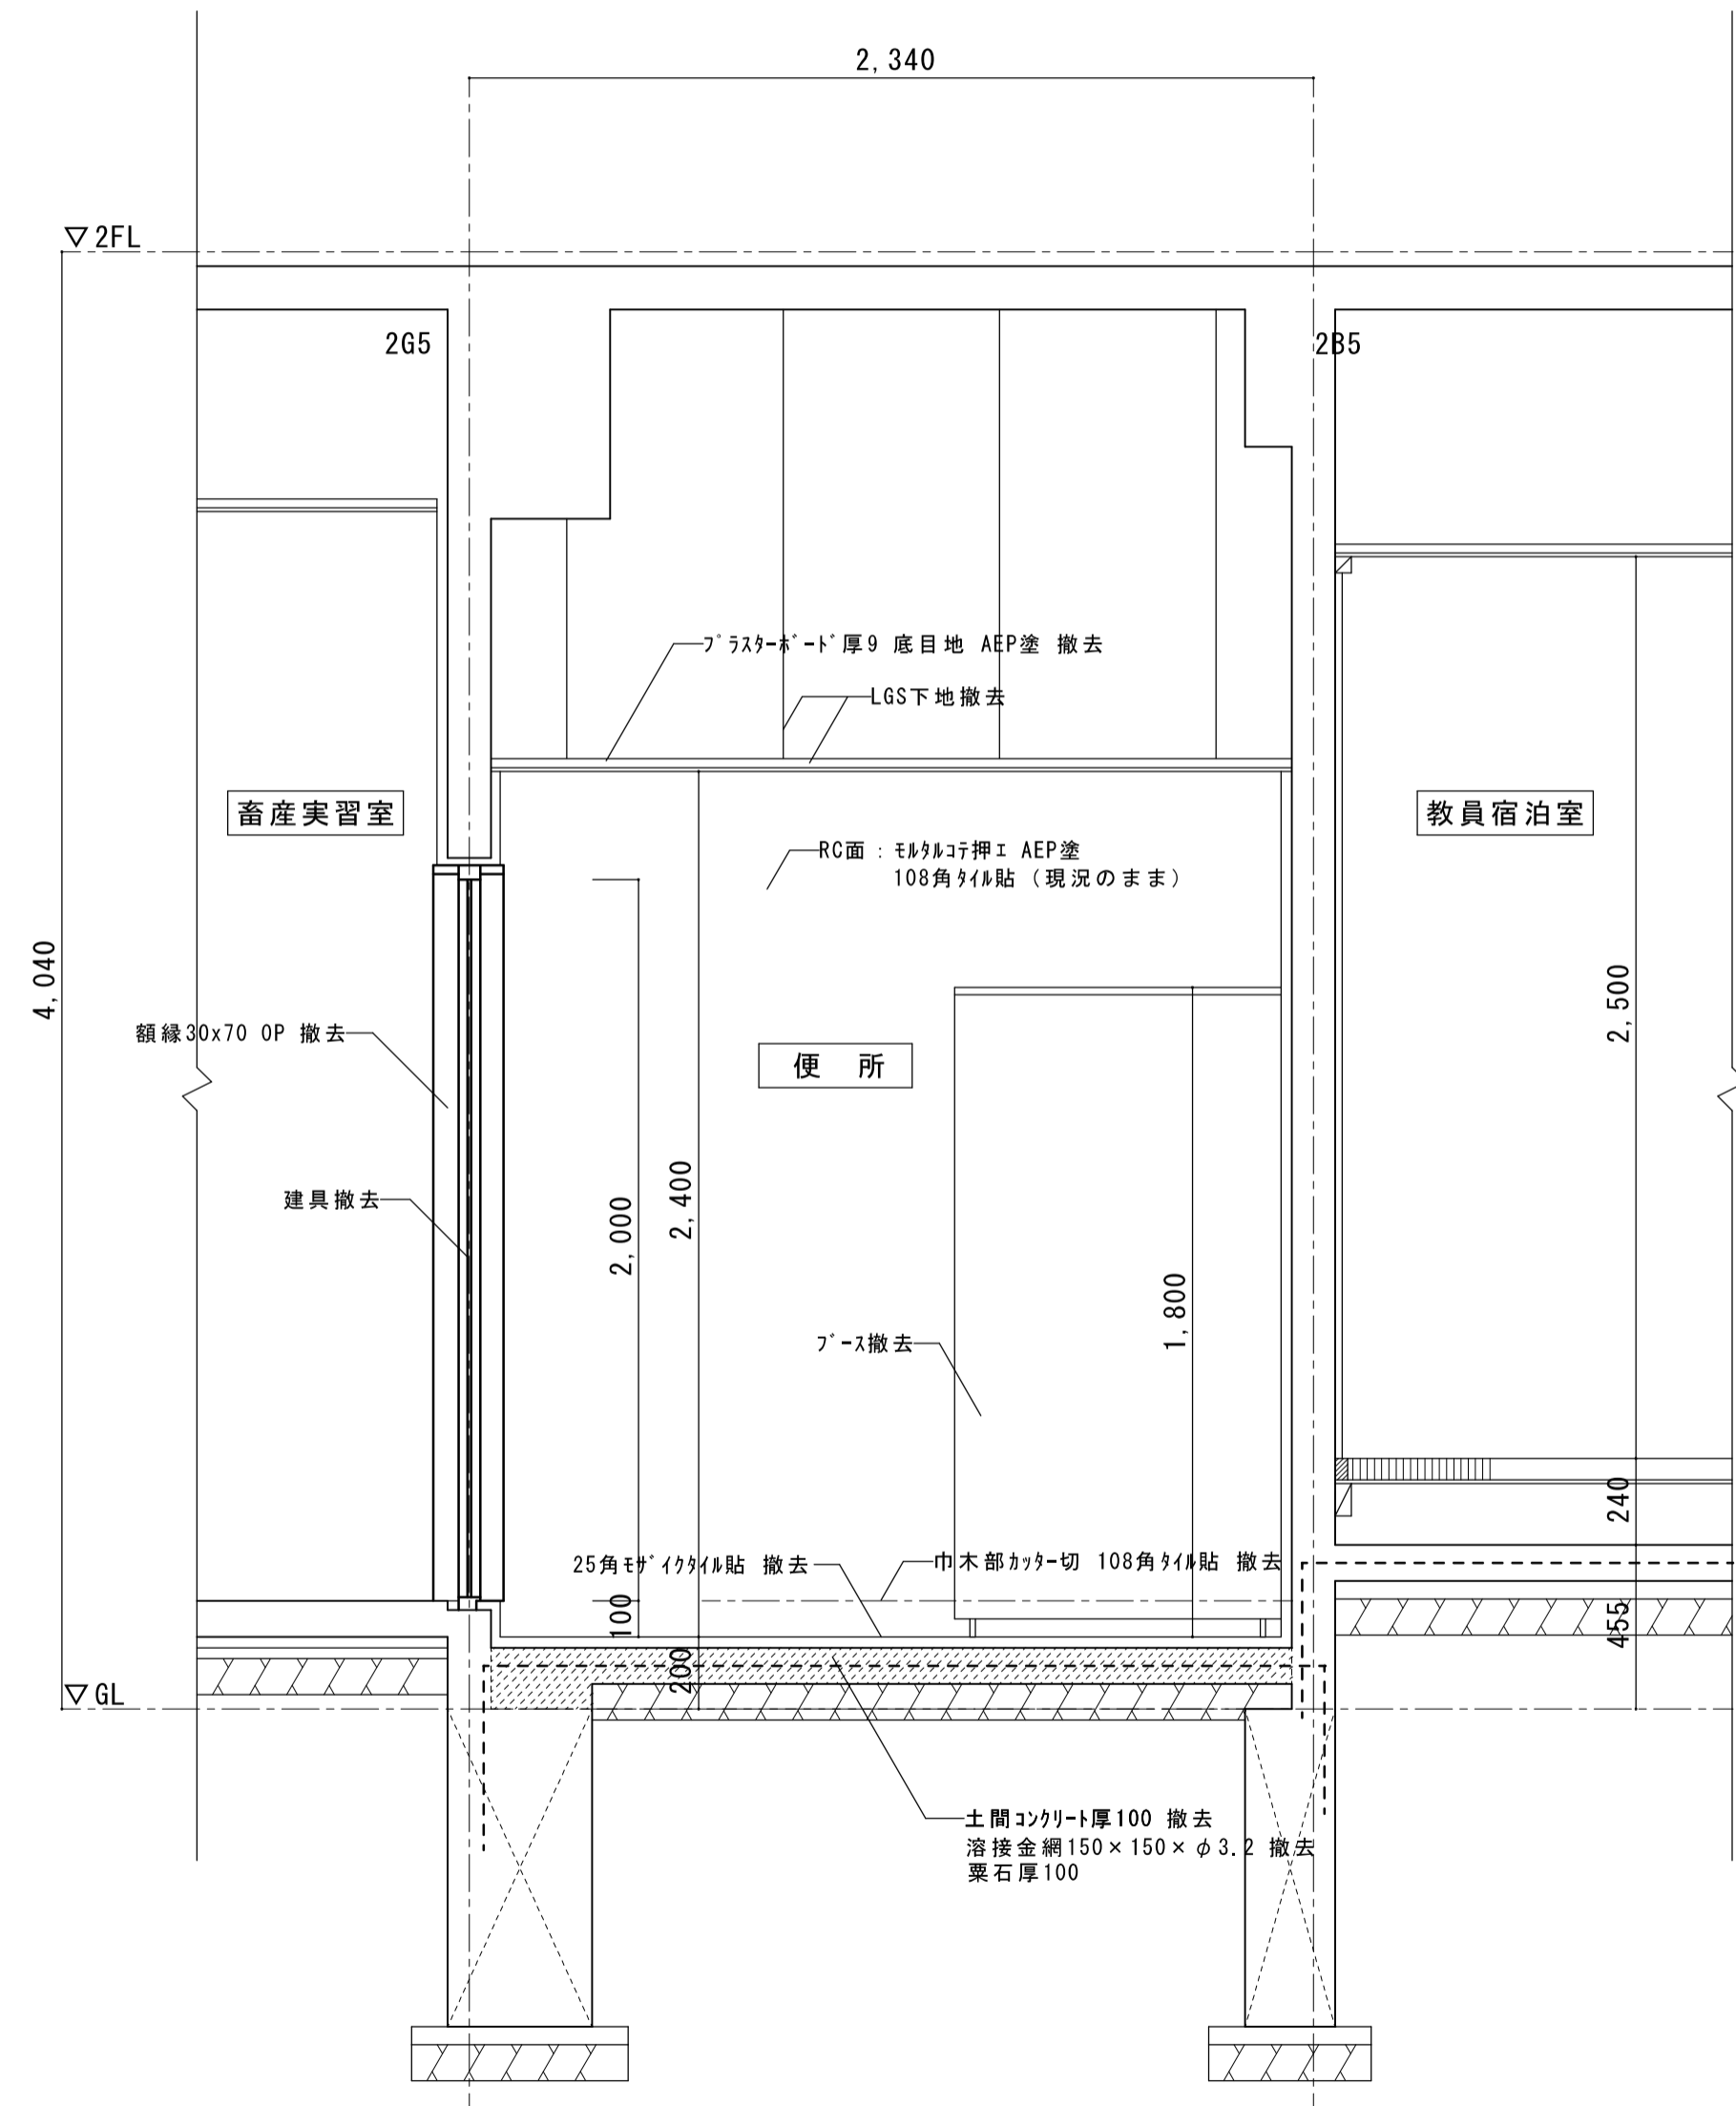 2,340
▽2FL
2G5
2B5
プラスターボード厚9 底目地 AEP塗 撤去
LGS下地撤去
畜産実習室
教員宿泊室
RC面：モルタルコテ押エ AEP塗
108角タイル貼（現況のまま）
4,040
2,500
額縁30x70 OP 撤去
便 所
建具撤去
2,000
2,400
1,800
ブース撤去
240
25角モザイクタイル貼 撤去
巾木部カッター切 108角タイル貼 撤去
100
455
200
▽GL
土間コンクリート厚100 撤去
溶接金網150×150×φ3.2 撤去
栗石厚100